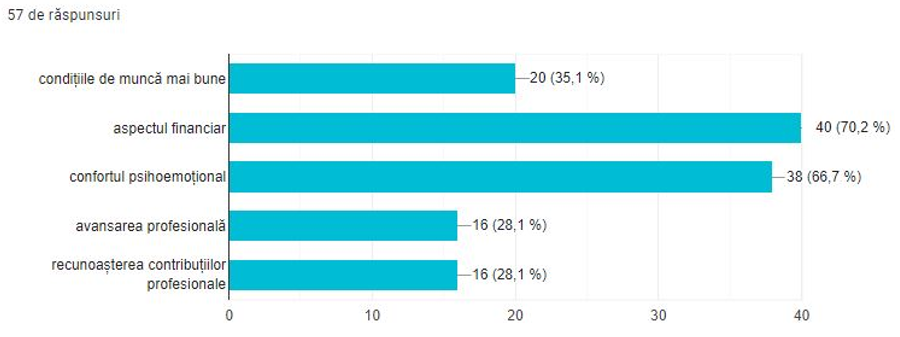 57 de răspunsuri
condițiile de muncă mai bune
20 (35,1 %)
aspectul financiar
40 (70,2 %)
confortul psihoemoțional
38 (66,7 %)
avansarea profesională
16 (28,1 %)
recunoașterea contribuțiilor
profesionale
16 (28,1 %)
0 10 20 30 40